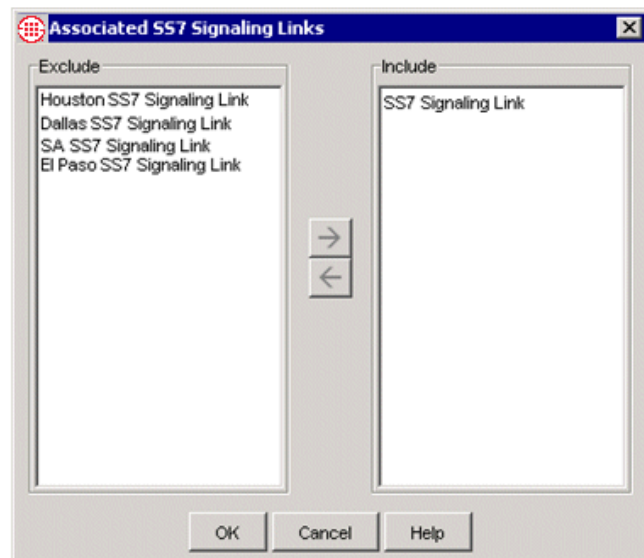 Associated SS7 Signaling Links
Exclude
Houston SS7 Signaling Link
Dallas SS7 Signaling Link
SA SS7 Signaling Link
El Paso SS7 Signaling Link
Include
SS7 Signaling Link
OK
Cancel
Help